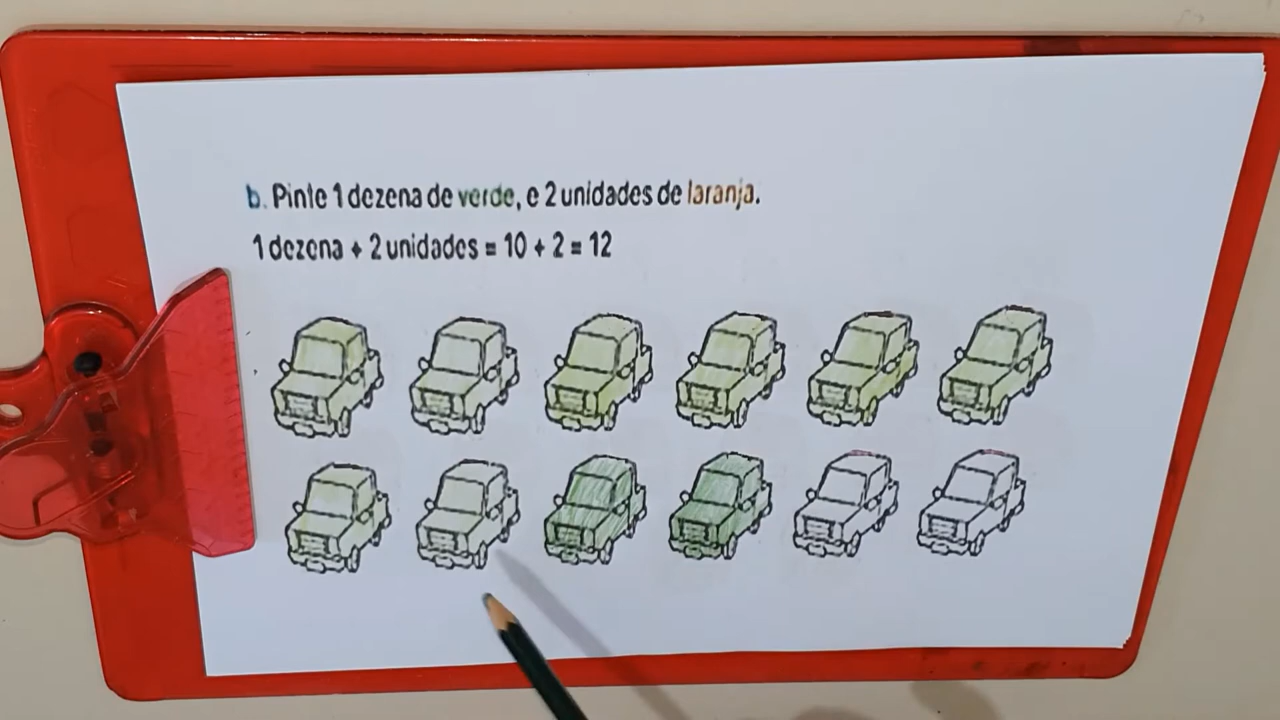 b. Pinte 1 dezena de verde, e 2 unidades de laranja.
1 dezena + 2 unidades = 10 + 2 = 12